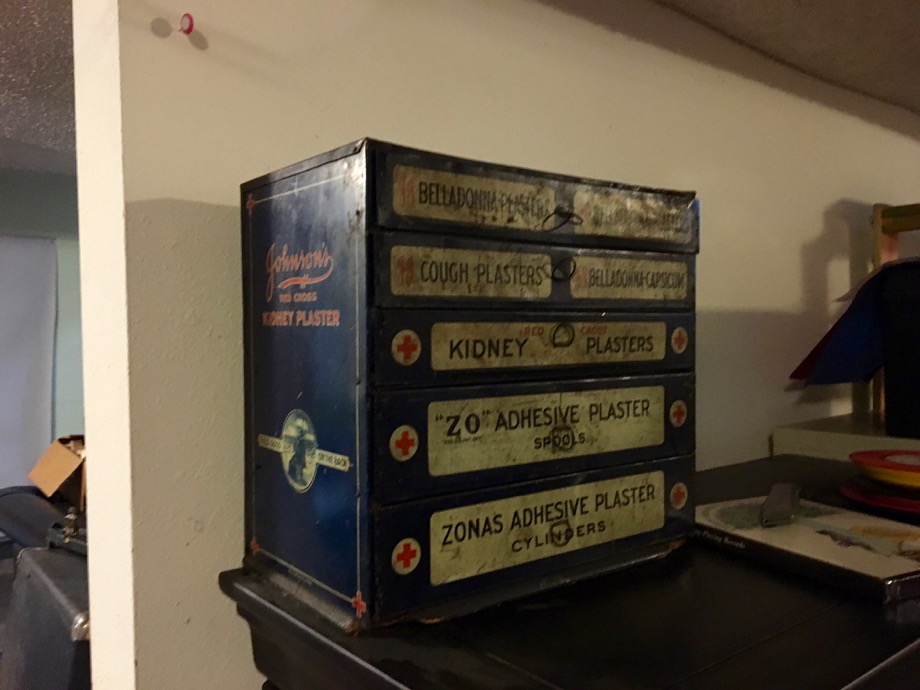 Johnson's
RED CROSS
KIDNEY PLASTER
BELLADONNA PLASTERS
COUGH PLASTERS
BELLADONNA-CAPSICUM
RED CROSS
KIDNEY PLASTERS
"ZO" ADHESIVE PLASTER
SPOOLS
ZONAS ADHESIVE PLASTER
CYLINDERS